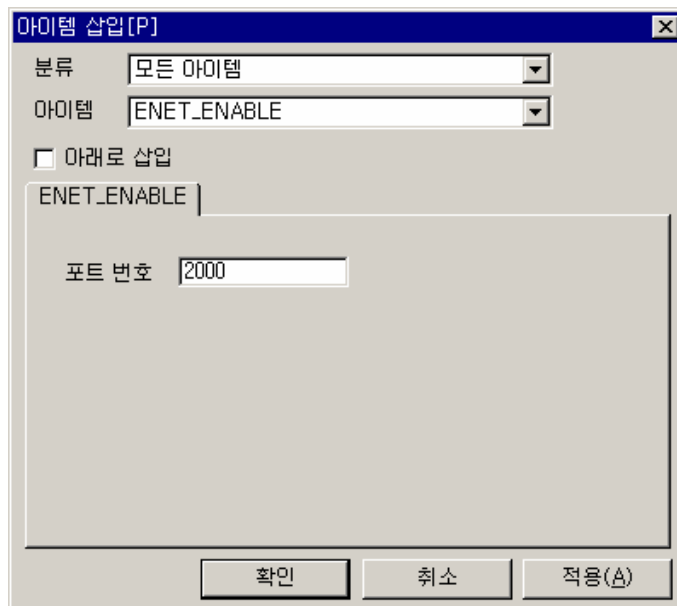 아이템 삽입[P]
분류 모든 아이템
아이템 ENET_ENABLE
아래로 삽입
ENET_ENABLE
포트 번호 2000
확인 취소 적용(A)